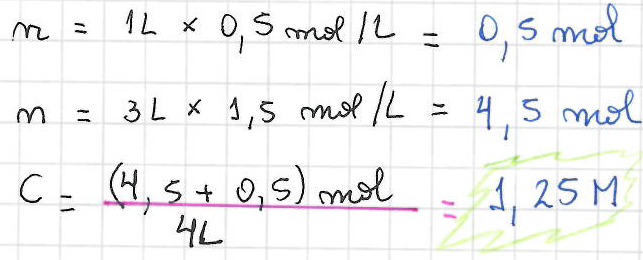 n = 1L × 0,5 mol/L = 0,5 mol
n = 3L × 1,5 mol/L = 4,5 mol
C = (4,5 + 0,5) mol / 4L = 1,25 M